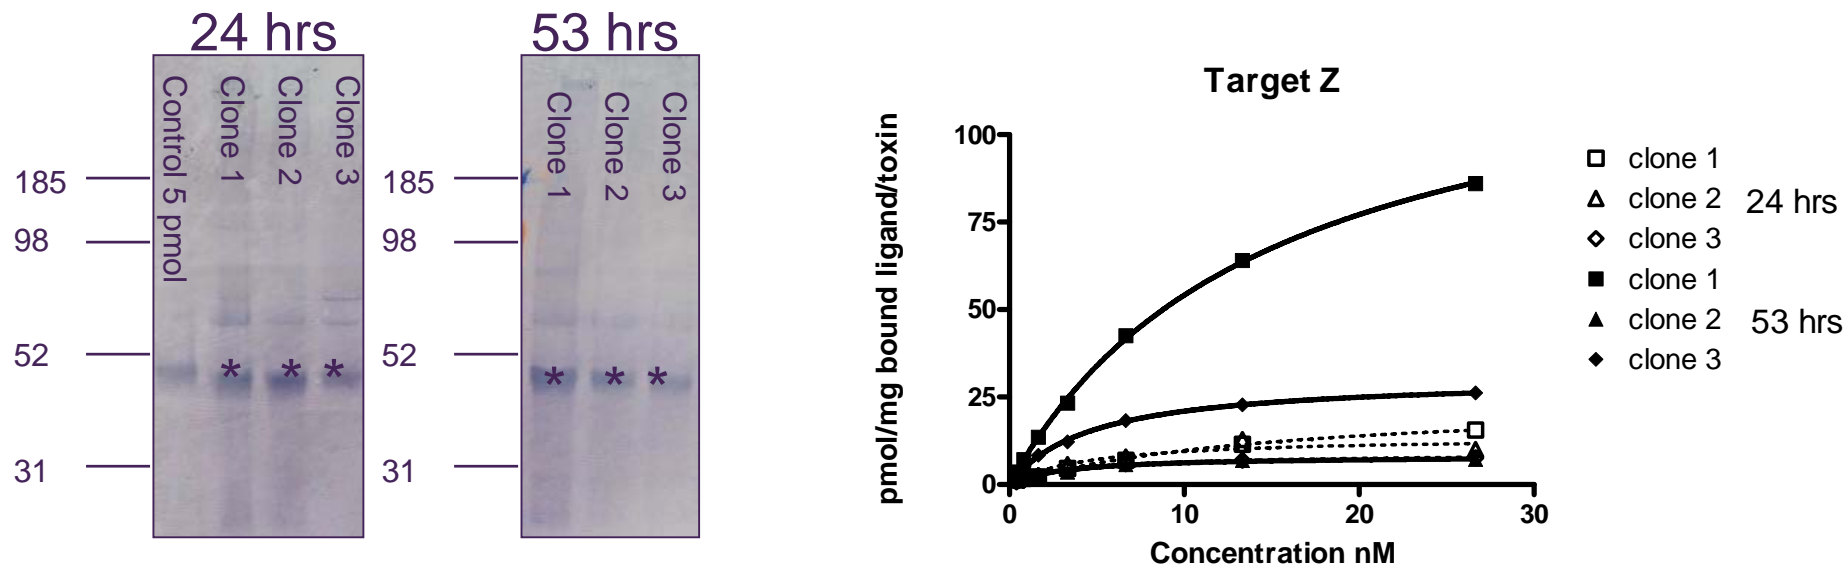 24 hrs
Control 5 pmol
Clone 1
Clone 2
Clone 3
185
98
52
31
*
*
*
53 hrs
Clone 1
Clone 2
Clone 3
185
98
52
31
*
*
*
Target Z
pmol/mg bound ligand/toxin
100
75
50
25
0
0
10
20
30
Concentration nM
clone 1
clone 2
24 hrs
clone 3
clone 1
clone 2
53 hrs
clone 3